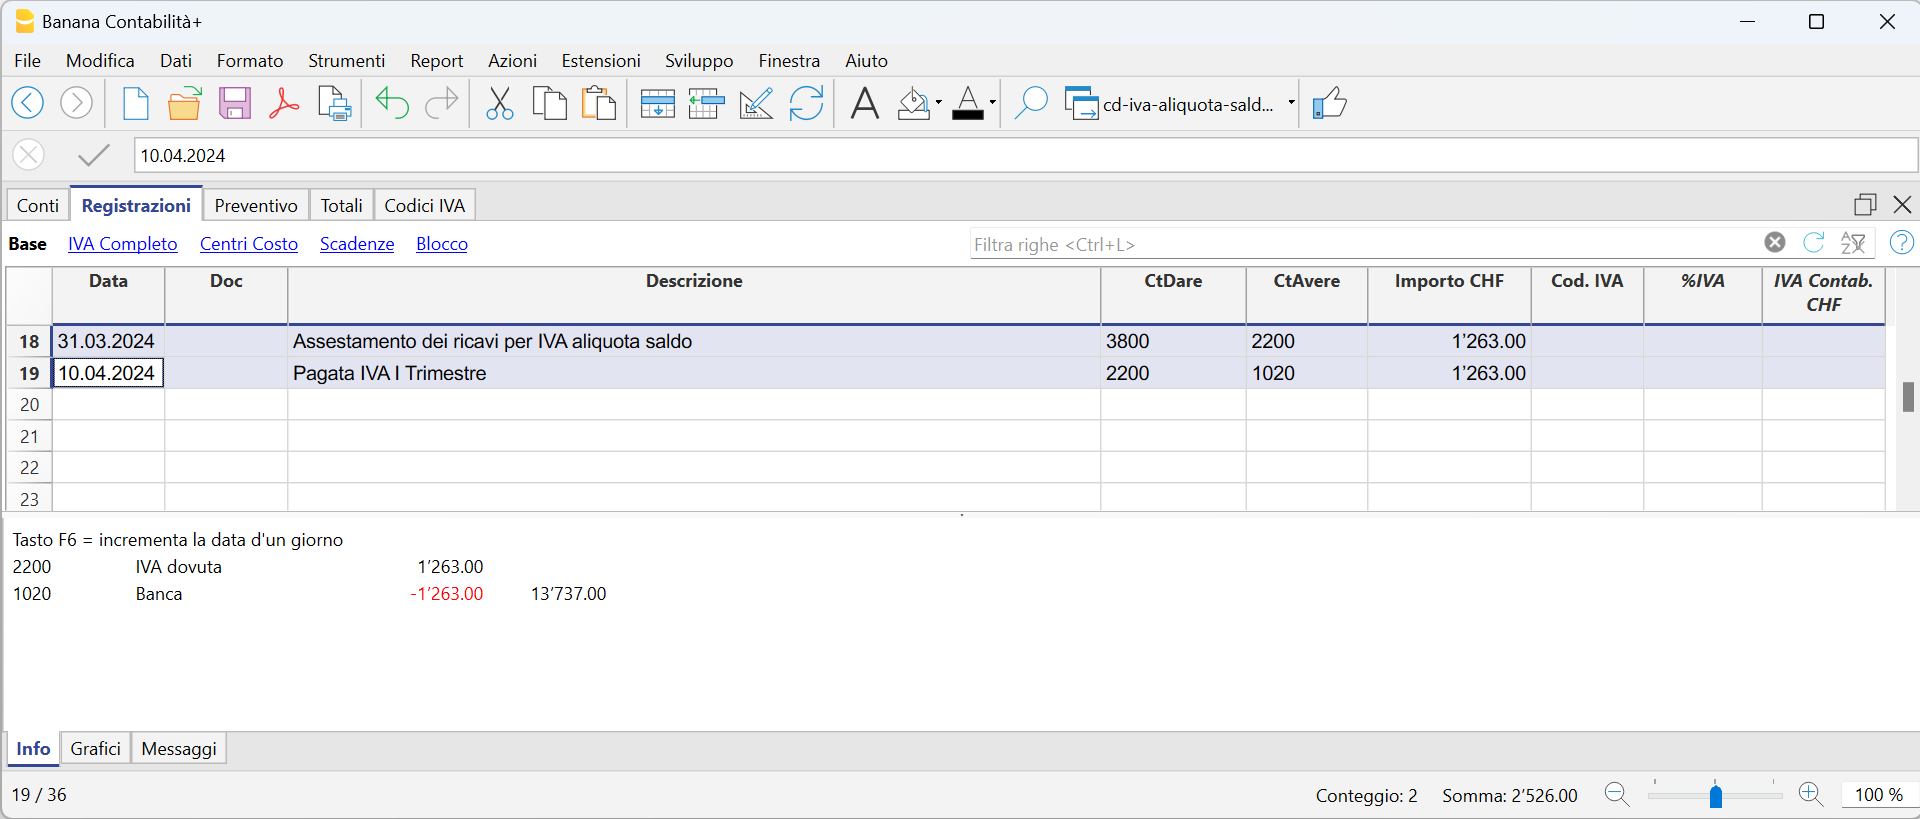 Banana Contabilità+
File Modifica Dati Formato Strumenti Report Azioni Estensioni Sviluppo Finestra Aiuto
cd-iva-aliquota-sald...
10.04.2024
Conti Registrazioni Preventivo Totali Codici IVA
Base IVA Completo Centri Costo Scadenze Blocco Filtra righe <Ctrl+L>
Data Doc Descrizione CtDare CtAvere Importo CHF Cod. IVA %IVA IVA Contab. CHF
18 31.03.2024 Assestamento dei ricavi per IVA aliquota saldo 3800 2200 1’263.00
19 10.04.2024 Pagata IVA I Trimestre 2200 1020 1’263.00
20
21
22
23
Tasto F6 = incrementa la data d'un giorno
2200 IVA dovuta 1’263.00
1020 Banca -1’263.00 13’737.00
Info Grafici Messaggi
19 / 36 Conteggio: 2 Somma: 2’526.00 100 %